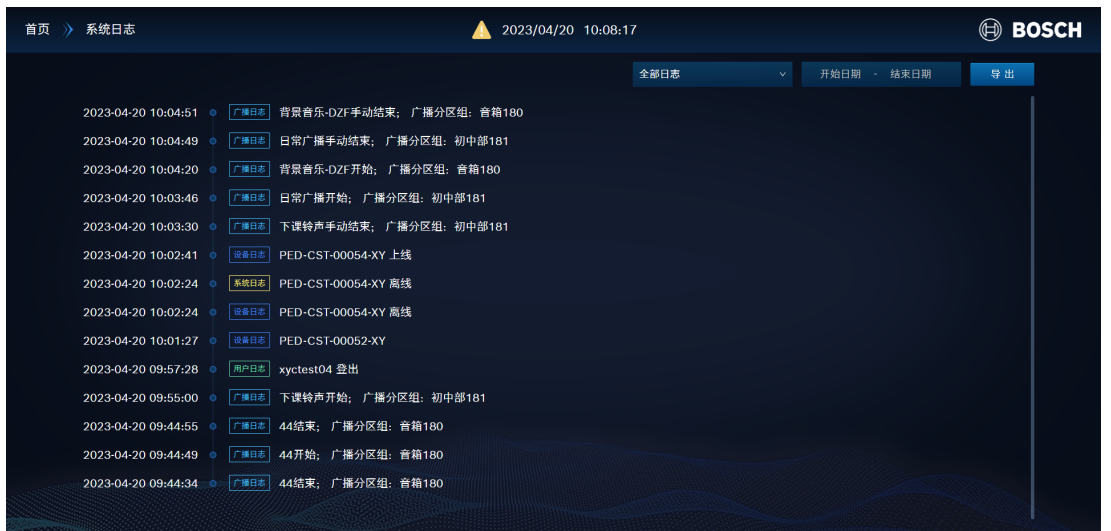 首页 》 系统日志 2023/04/20 10:08:17 BOSCH
全部日志 开始日期 - 结束日期 导 出
2023-04-20 10:04:51 广播日志 背景音乐-DZF手动结束； 广播分区组：音箱180
2023-04-20 10:04:49 广播日志 日常广播手动结束； 广播分区组：初中部181
2023-04-20 10:04:20 广播日志 背景音乐-DZF开始； 广播分区组：音箱180
2023-04-20 10:03:46 广播日志 日常广播开始； 广播分区组：初中部181
2023-04-20 10:03:30 广播日志 下课铃声手动结束； 广播分区组：初中部181
2023-04-20 10:02:41 设备日志 PED-CST-00054-XY 上线
2023-04-20 10:02:24 系统日志 PED-CST-00054-XY 离线
2023-04-20 10:02:24 设备日志 PED-CST-00054-XY 离线
2023-04-20 10:01:27 设备日志 PED-CST-00052-XY
2023-04-20 09:57:28 用户日志 xyctest04 登出
2023-04-20 09:55:00 广播日志 下课铃声开始； 广播分区组：初中部181
2023-04-20 09:44:55 广播日志 44结束； 广播分区组：音箱180
2023-04-20 09:44:49 广播日志 44开始； 广播分区组：音箱180
2023-04-20 09:44:34 广播日志 44结束； 广播分区组：音箱180